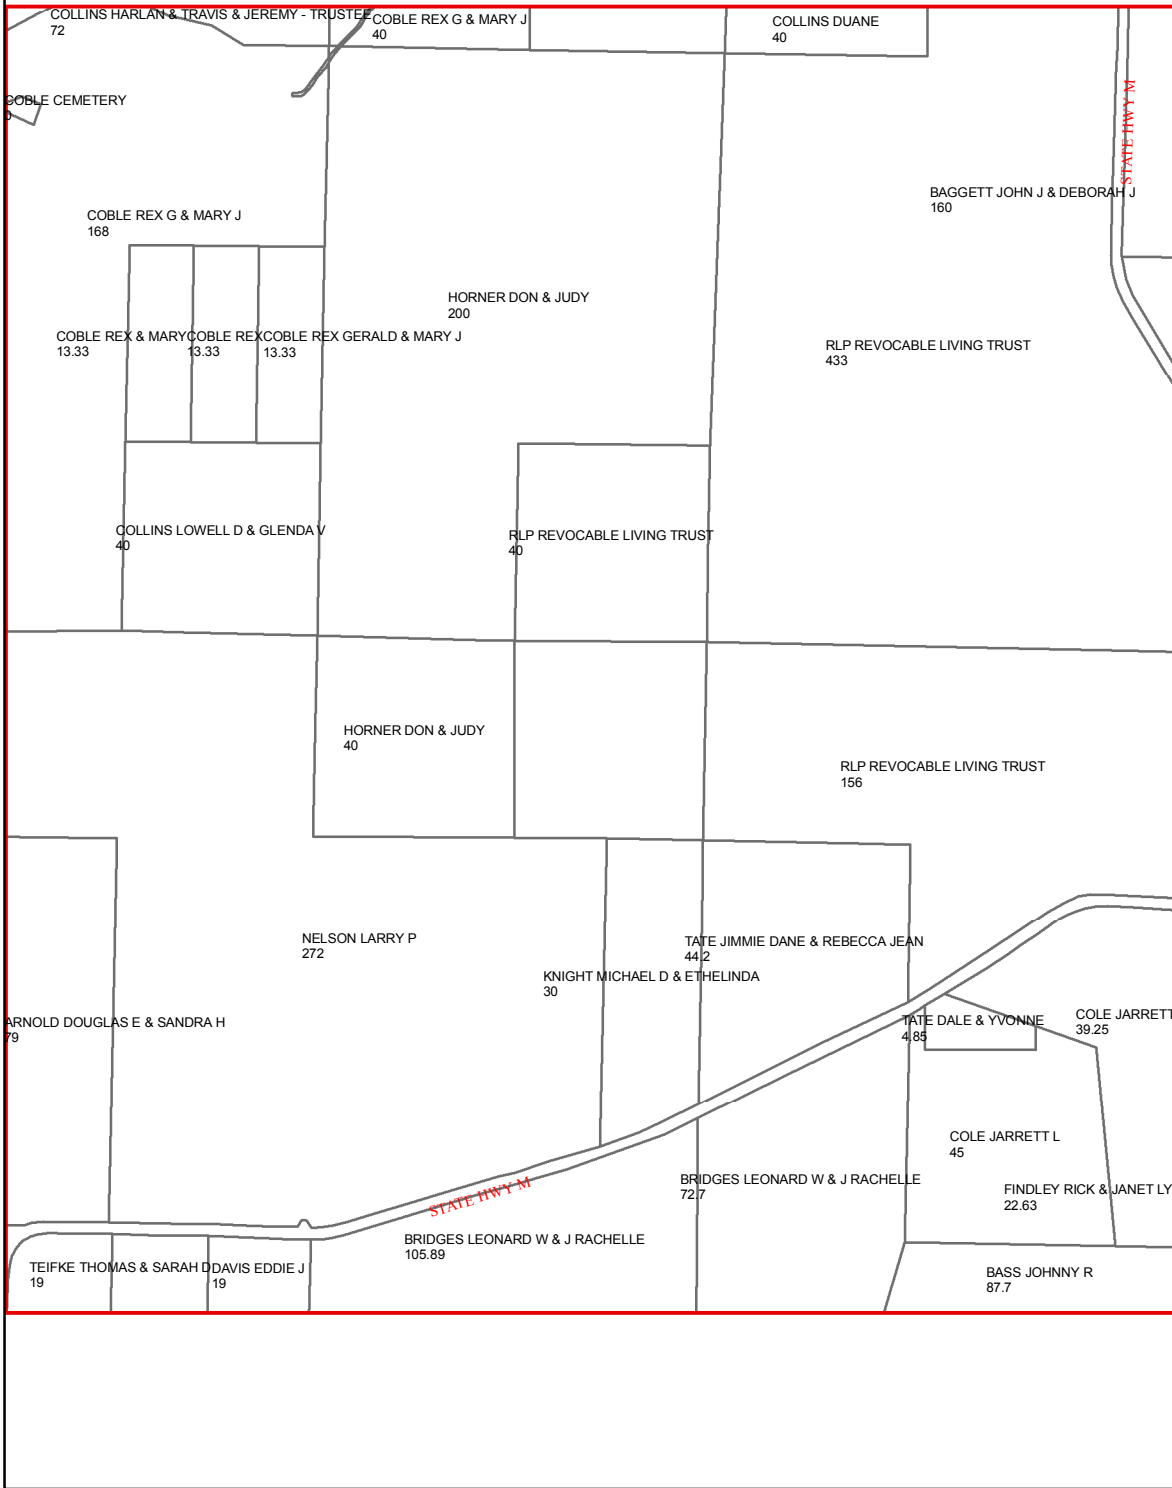 COLLINS HARLAN & TRAVIS & JEREMY - TRUSTEE
72
COBLE REX G & MARY J
40
COLLINS DUANE
40
COBLE CEMETERY
STATE HWY M
BAGGETT JOHN J & DEBORAH J
160
COBLE REX G & MARY J
168
HORNER DON & JUDY
200
COBLE REX & MARY
13.33
COBLE REX
13.33
COBLE REX GERALD & MARY J
13.33
RLP REVOCABLE LIVING TRUST
433
COLLINS LOWELL D & GLENDA V
40
RLP REVOCABLE LIVING TRUST
40
HORNER DON & JUDY
40
RLP REVOCABLE LIVING TRUST
156
NELSON LARRY P
272
TATE JIMMIE DANE & REBECCA JEAN
44.2
KNIGHT MICHAEL D & ETHELINDA
30
ARNOLD DOUGLAS E & SANDRA H
79
TATE DALE & YVONNE
4.85
COLE JARRETT
39.25
COLE JARRETT L
45
BRIDGES LEONARD W & J RACHELLE
72.7
FINDLEY RICK & JANET LY
22.63
STATE HWY M
BRIDGES LEONARD W & J RACHELLE
105.89
TEIFKE THOMAS & SARAH D
19
DAVIS EDDIE J
19
BASS JOHNNY R
87.7